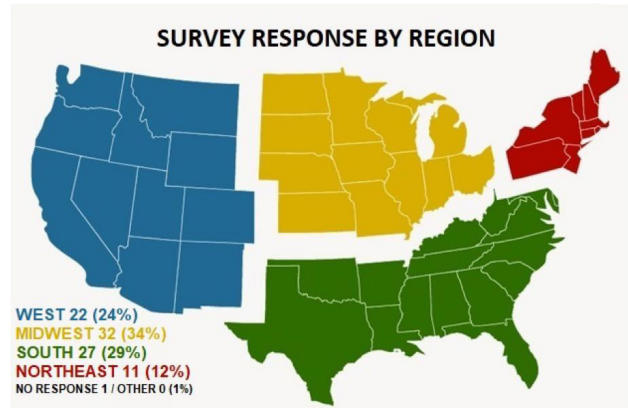 SURVEY RESPONSE BY REGION
WEST 22 (24%)
MIDWEST 32 (34%)
SOUTH 27 (29%)
NORTHEAST 11 (12%)
NO RESPONSE 1 / OTHER 0 (1%)